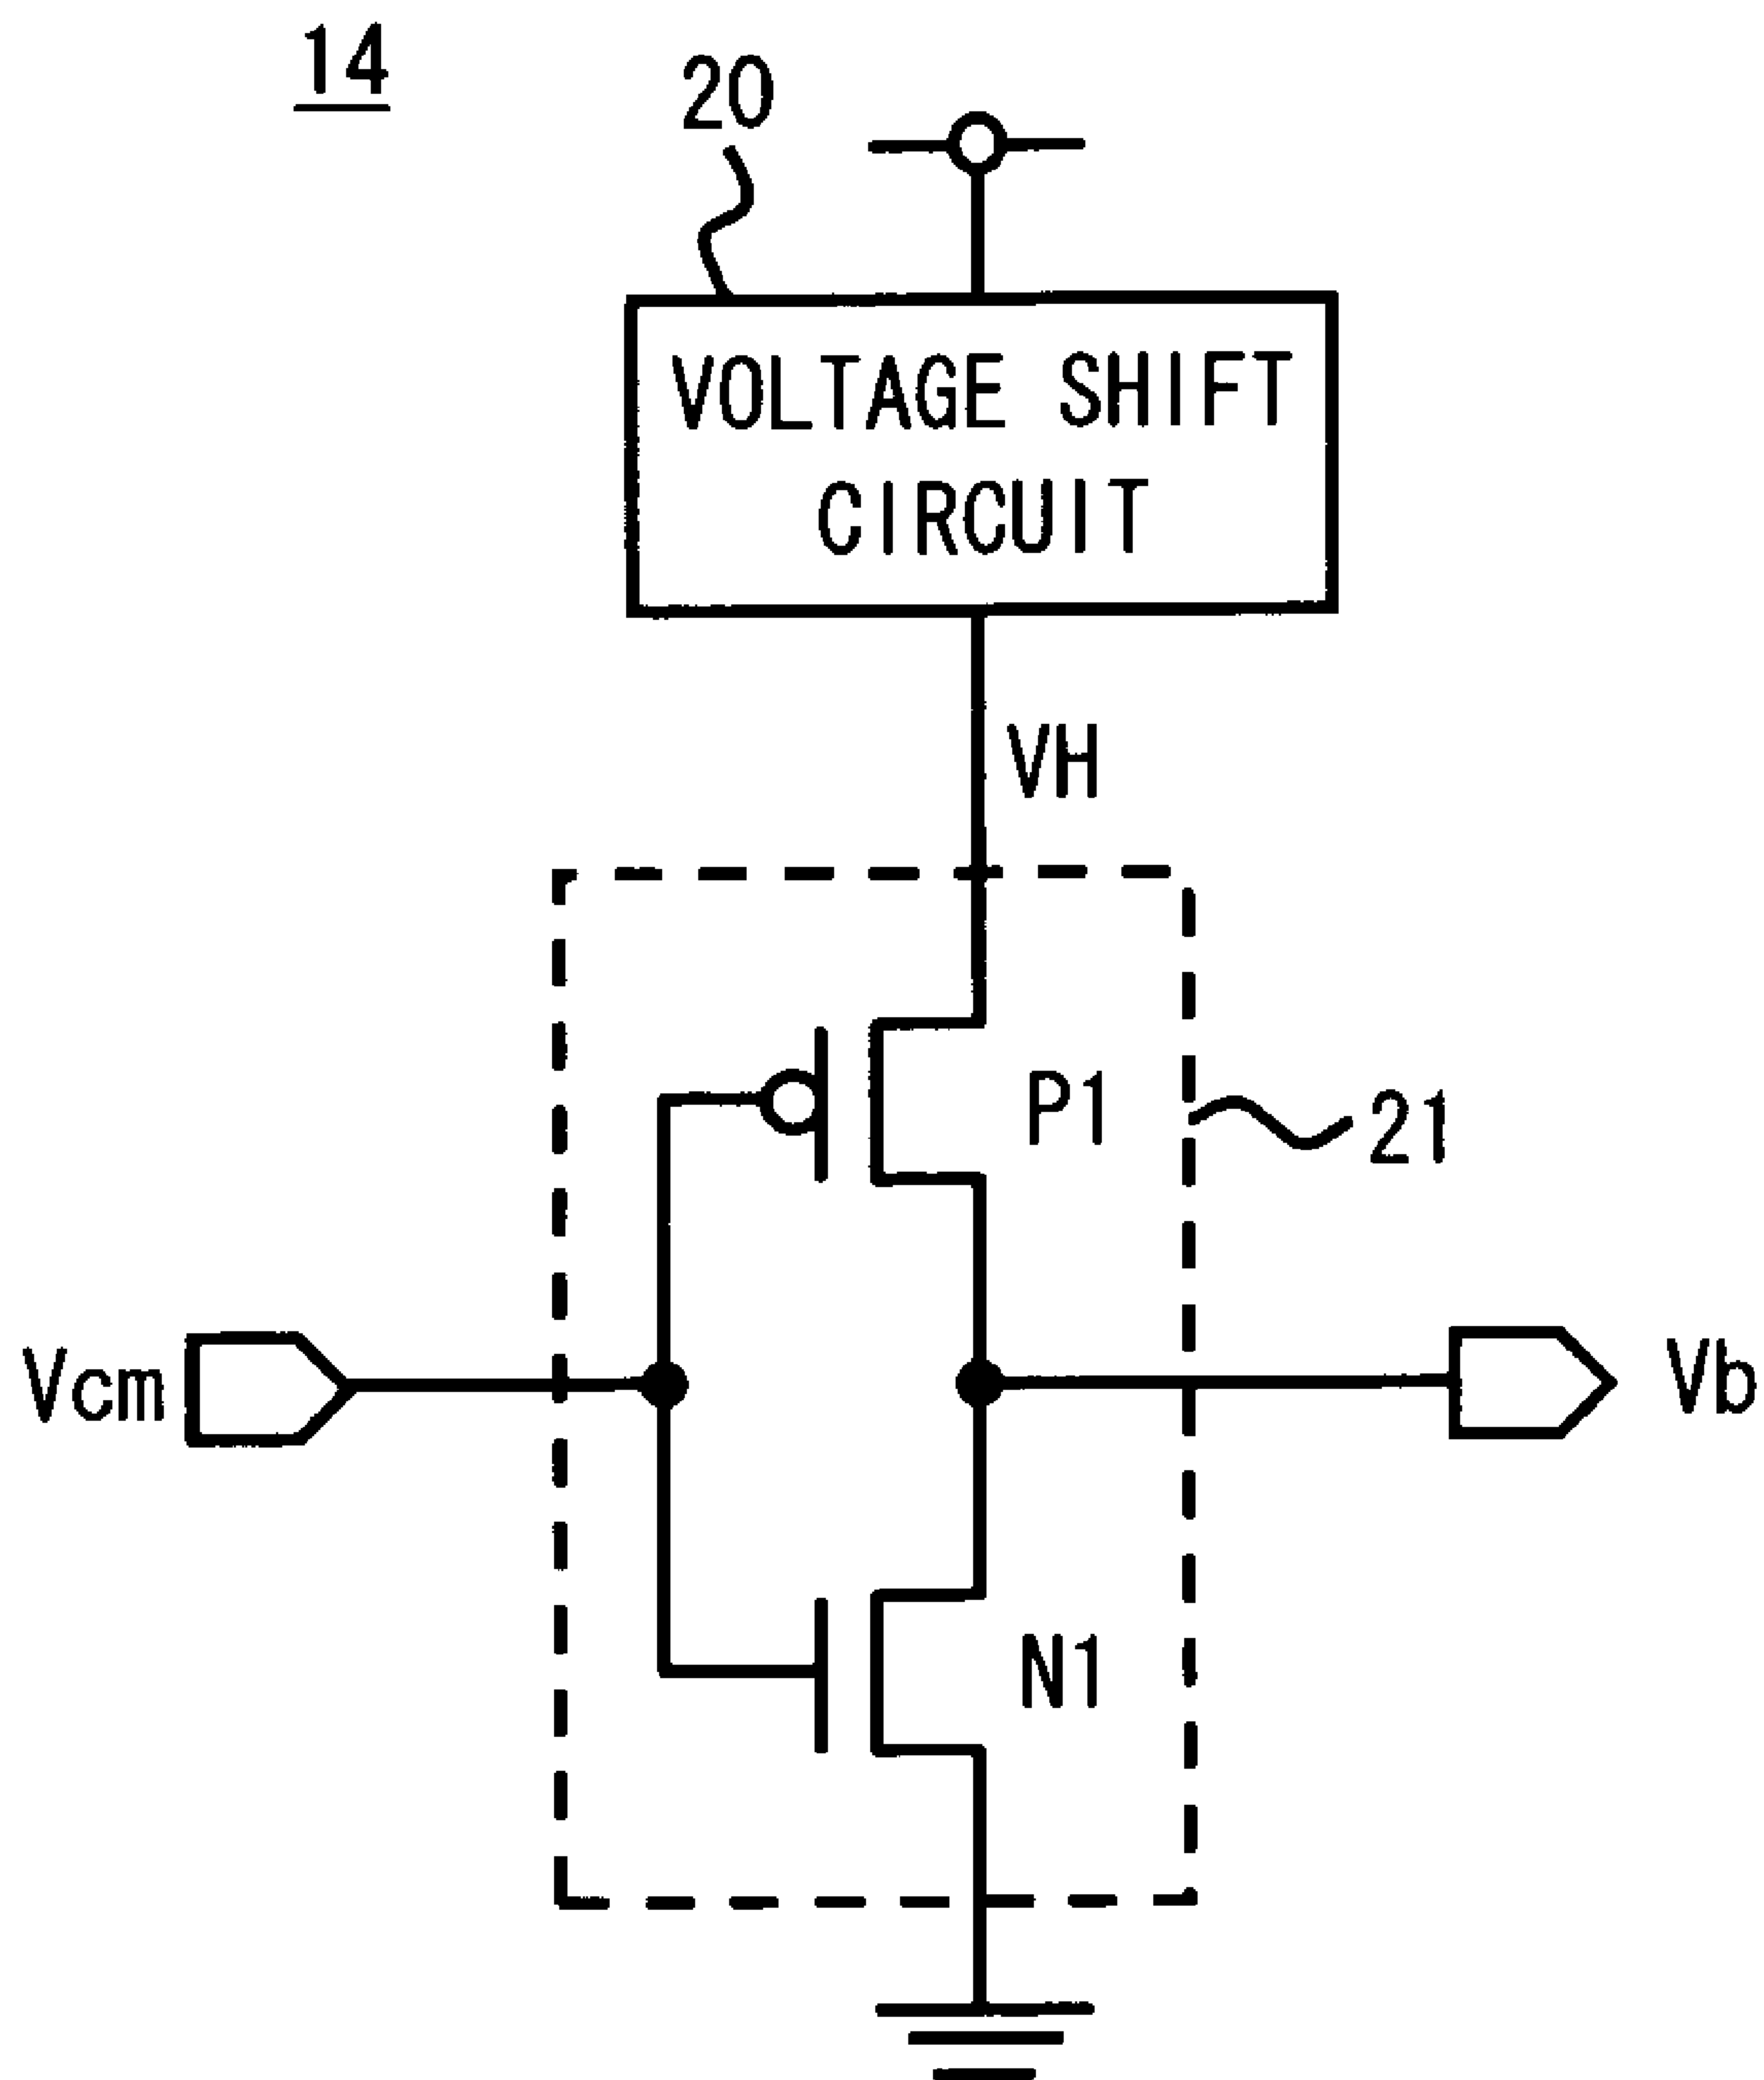 14
20
VOLTAGE SHIFT
CIRCUIT
VH
P1
21
Vcm
Vb
N1